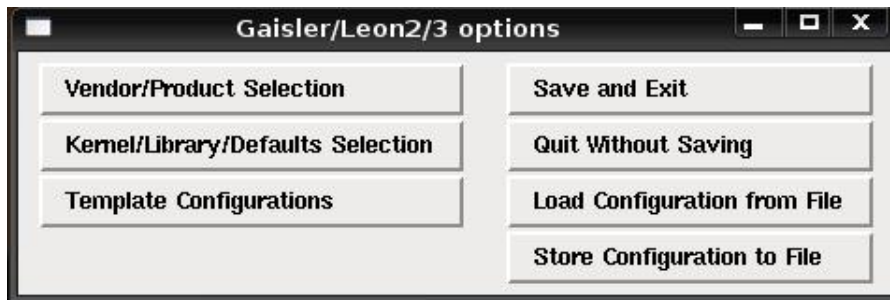 Gaisler/Leon2/3 options
Vendor/Product Selection
Kernel/Library/Defaults Selection
Template Configurations
Save and Exit
Quit Without Saving
Load Configuration from File
Store Configuration to File